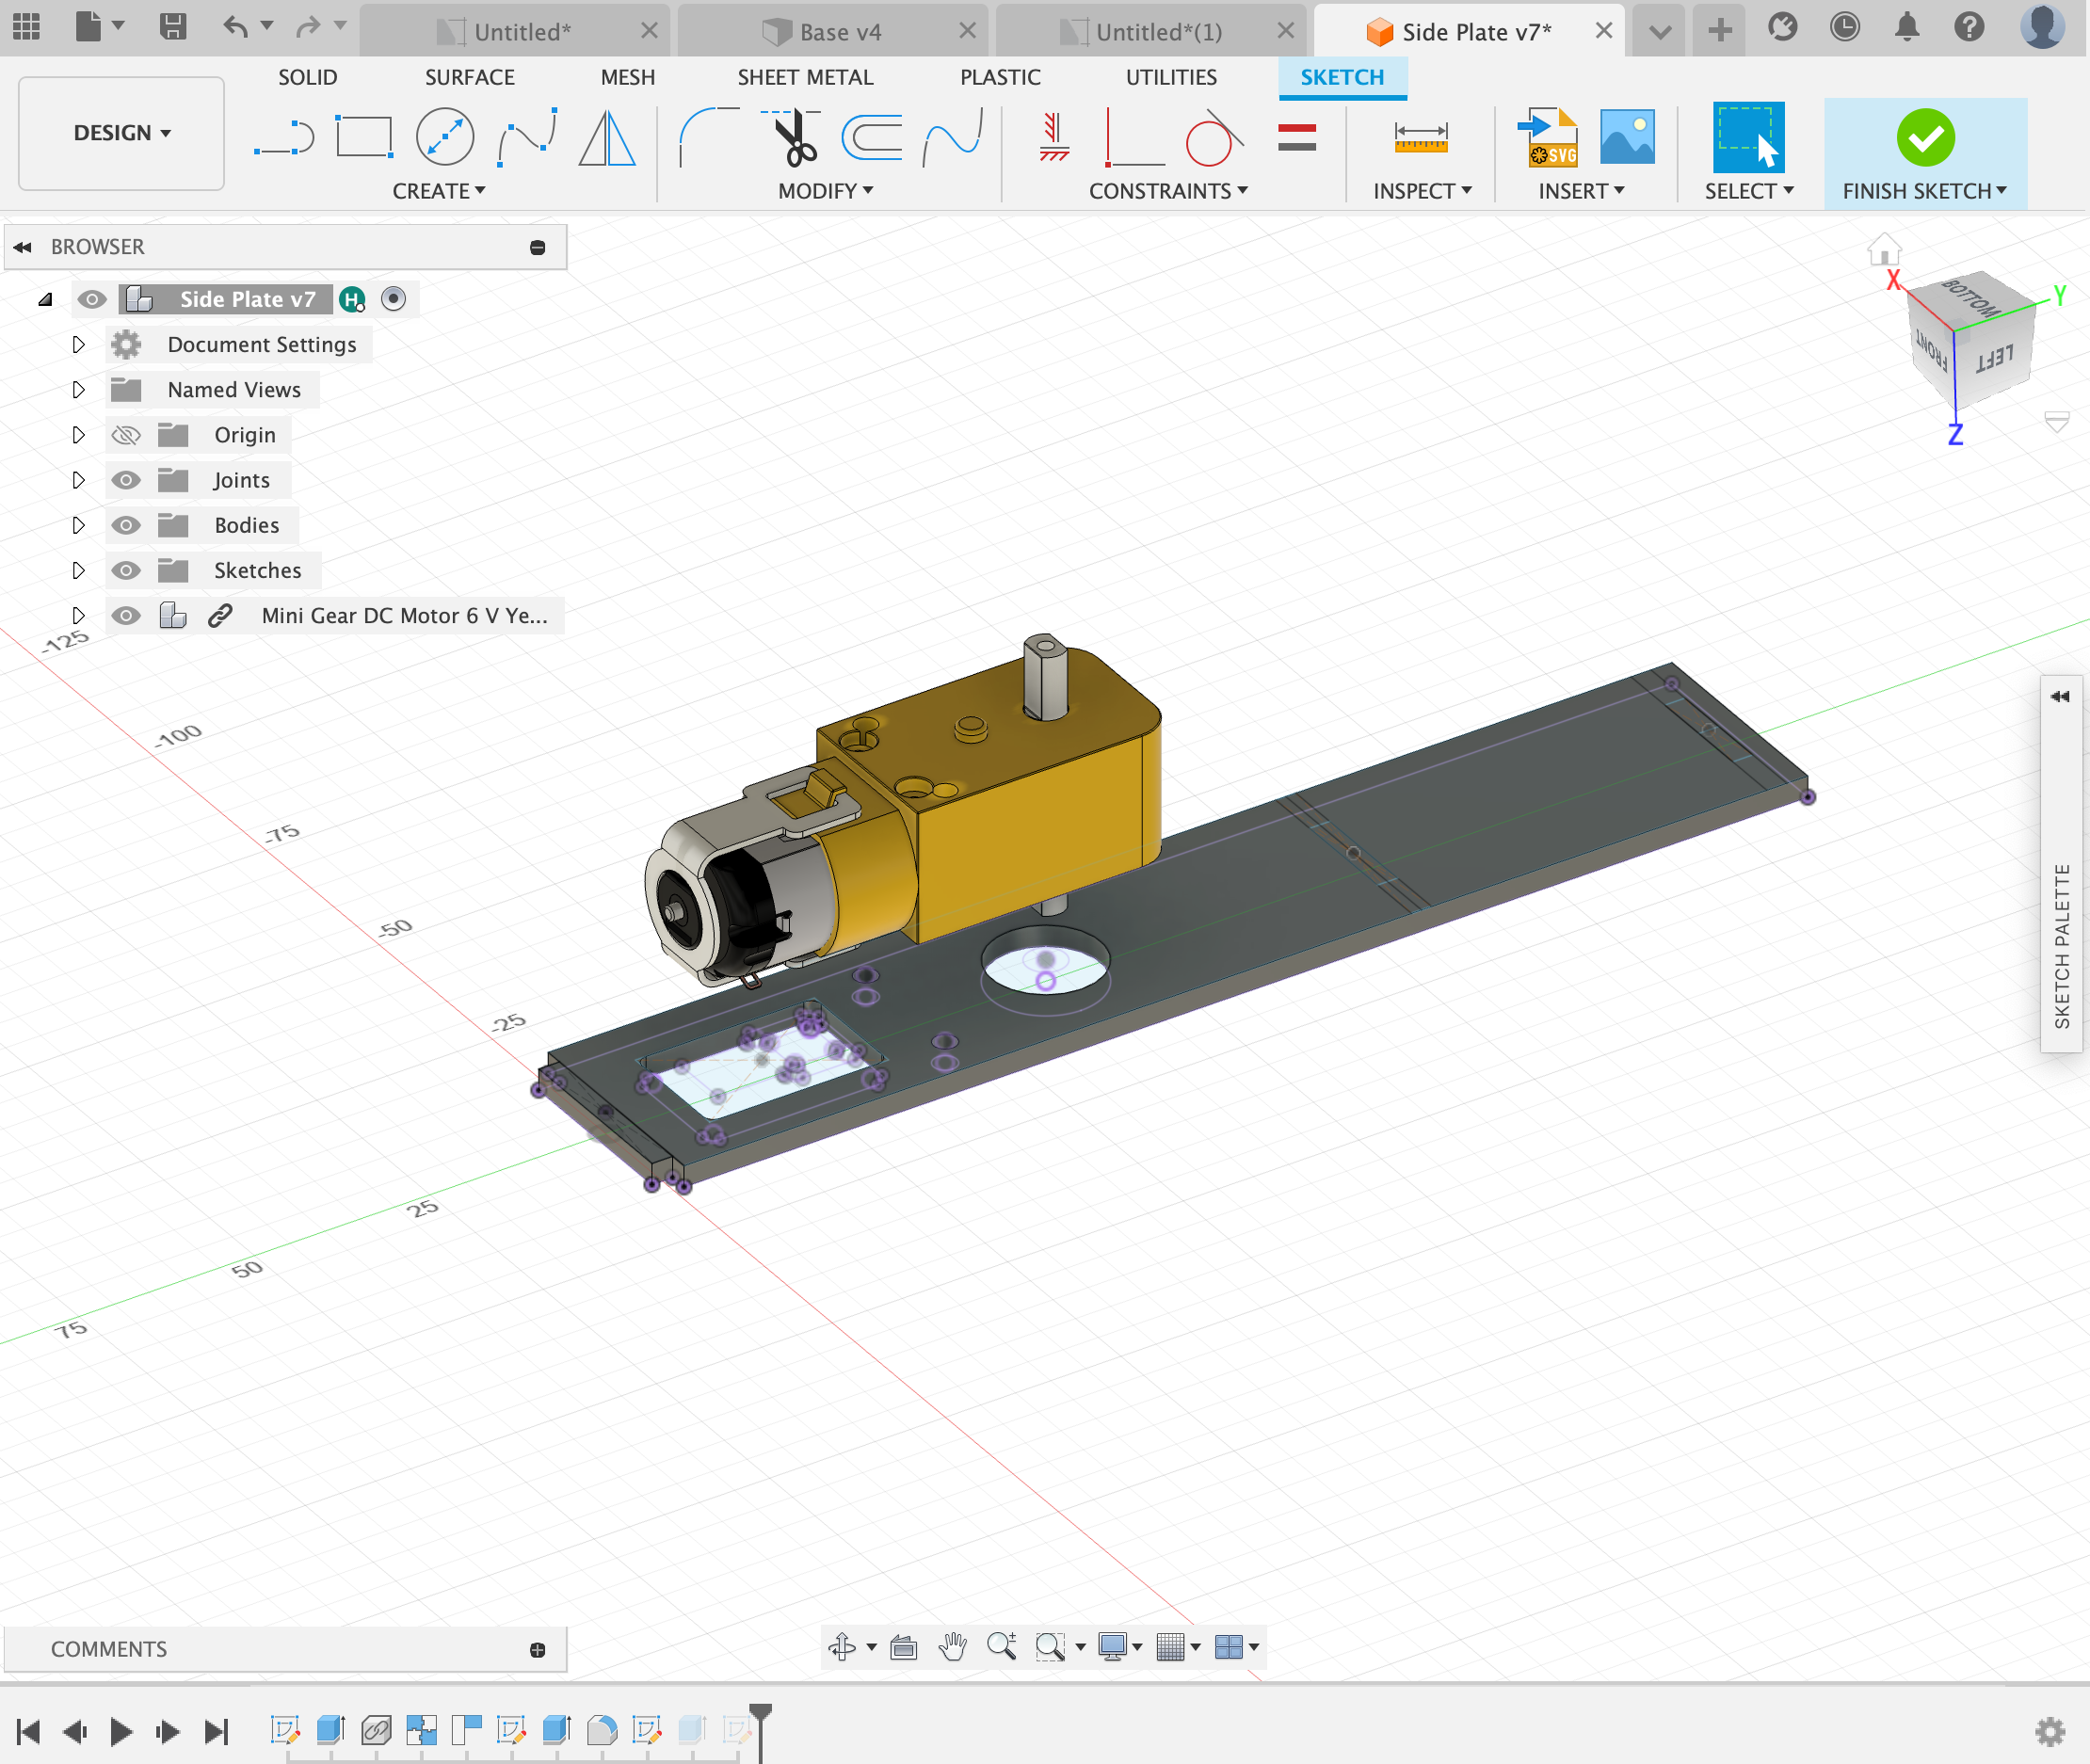 Untitled*
Base v4
Untitled*(1)
Side Plate v7*
DESIGN
SOLID
SURFACE
MESH
SHEET METAL
PLASTIC
UTILITIES
SKETCH
CREATE
MODIFY
CONSTRAINTS
INSPECT
SVG
INSERT
SELECT
FINISH SKETCH
BROWSER
Side Plate v7
H
Document Settings
Named Views
Origin
Joints
Bodies
Sketches
Mini Gear DC Motor 6 V Ye...
X
Y
Z
BOTTOM
FRONT
LEFT
-125
-100
-75
-50
-25
25
50
75
SKETCH PALETTE
COMMENTS